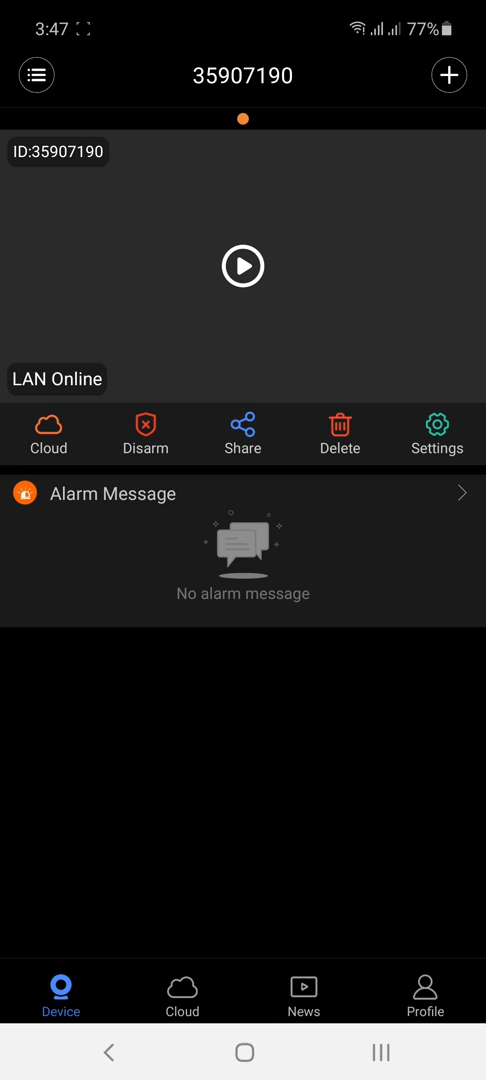 3:47
77%
35907190
ID:35907190
LAN Online
Cloud
Disarm
Share
Delete
Settings
Alarm Message
No alarm message
Device
Cloud
News
Profile